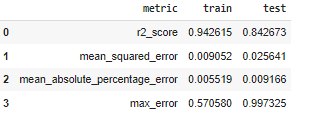 metric train test
0 r2_score 0.942615 0.842673
1 mean_squared_error 0.009052 0.025641
2 mean_absolute_percentage_error 0.005519 0.009166
3 max_error 0.570580 0.997325